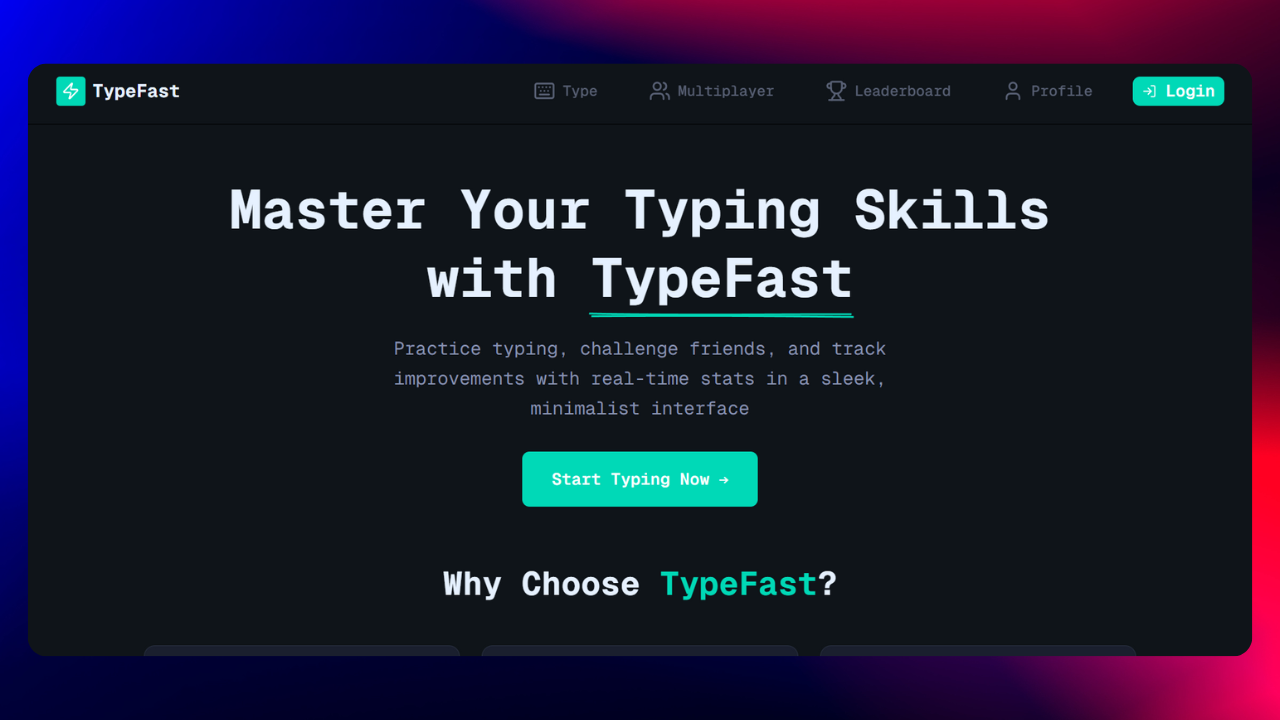 TypeFast
Type
Multiplayer
Leaderboard
Profile
Login
Master Your Typing Skills
with TypeFast
Practice typing, challenge friends, and track
improvements with real-time stats in a sleek,
minimalist interface
Start Typing Now →
Why Choose TypeFast?